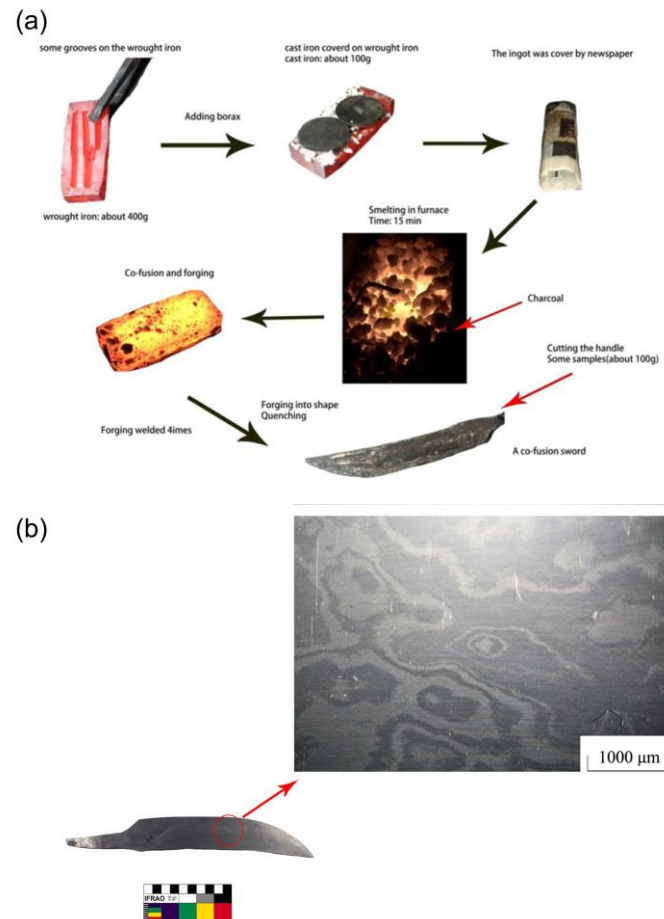 (a)
some grooves on the wrought iron
cast iron coverd on wrought iron
cast iron: about 100g
The ingot was cover by newspaper
Adding borax
wrought iron: about 400g
Smelting in furnace
Time: 15 min
Co-fusion and forging
Charcoal
Cutting the handle
Some samples(about 100g)
Forging into shape
Quenching
Forging welded 4imes
A co-fusion sword
(b)
1000 μm
IFRAO